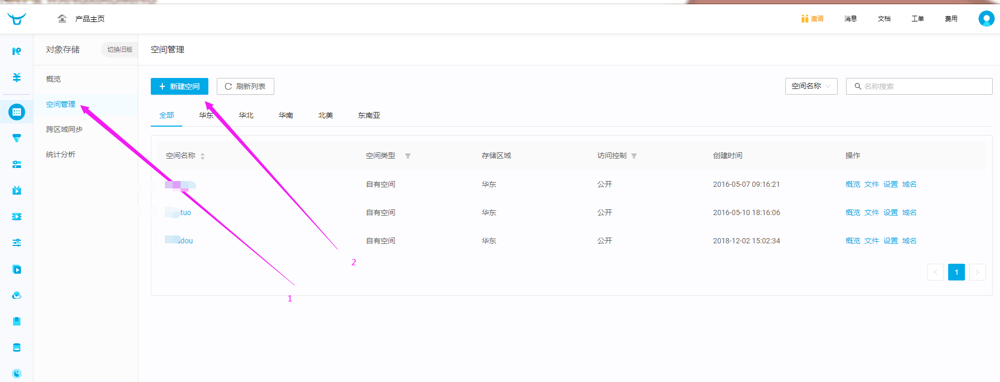 产品主页
邀请 消息 文档 工单 费用
对象存储 切换旧版 空间管理
概览
空间管理
跨区域同步
统计分析
+ 新建空间 刷新列表 空间名称 名称搜索
全部 华东 华北 华南 北美 东南亚
空间名称 空间类型 存储区域 访问控制 创建时间 操作
自有空间 华东 公开 2016-05-07 09:16:21 概览 文件 设置 域名
tuo 自有空间 华东 公开 2016-05-10 18:16:06 概览 文件 设置 域名
dou 自有空间 华东 公开 2018-12-02 15:02:34 概览 文件 设置 域名
< 1 >
2
1